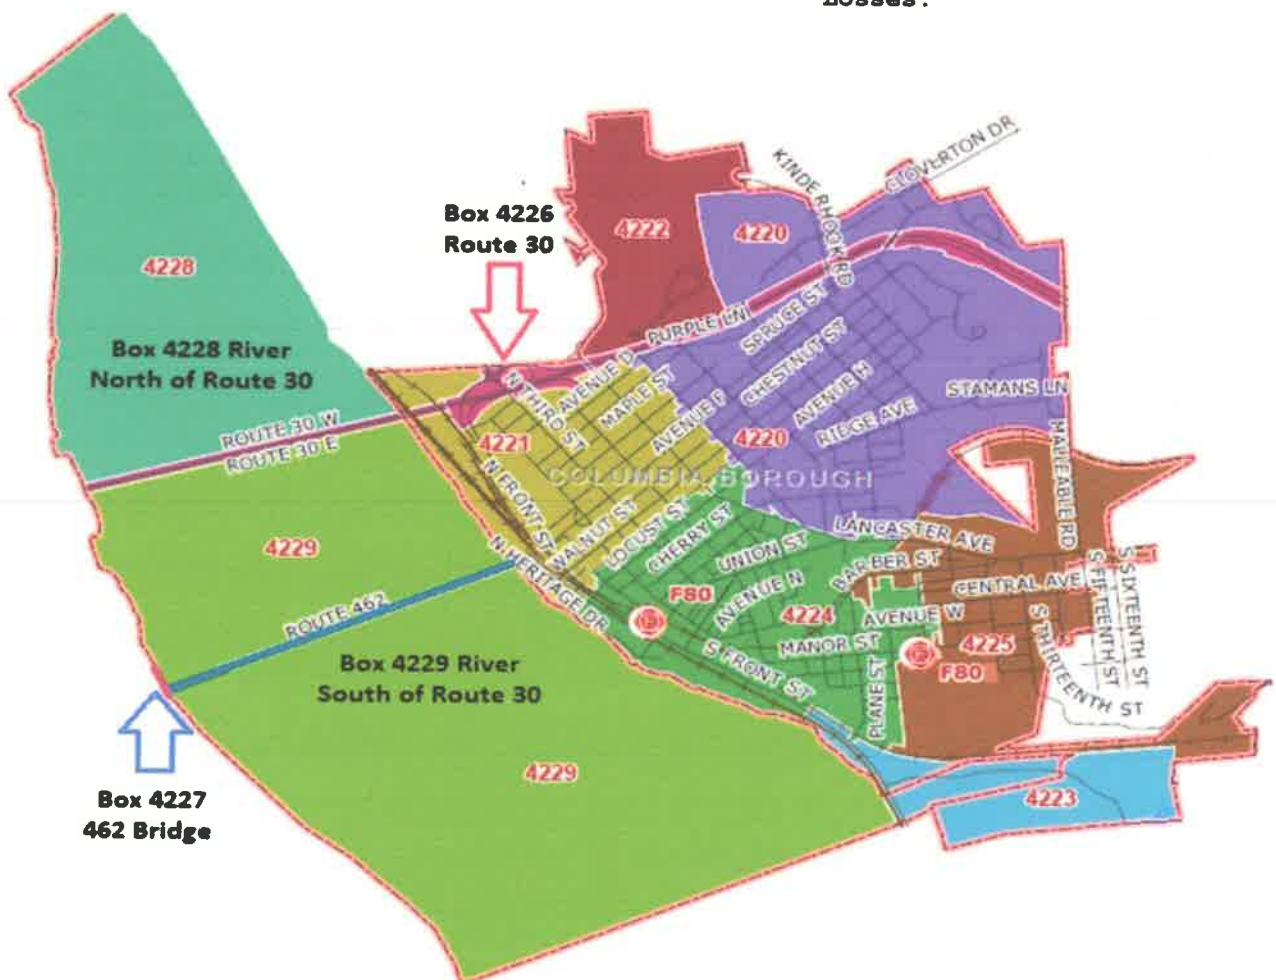 Losses.
CLOVERTON DR
KINDERHOOK RD
Box 4226
Route 30
4222
4220
4228
PURPLE LN
SPRUCE ST
Box 4228 River
North of Route 30
AVENUE D
CHESTNUT ST
N THIRD ST
MAPLE ST
AVENUE H
STAMANS LN
AVENUE F
RIDGE AVE
ROUTE 30 W
ROUTE 30 E
4221
4220
MALLEABLE RD
COLUMBIA BOROUGH
N FRONT ST
WALNUT ST
LOCUST ST
CHERRY ST
LANCASTER AVE
4229
UNION ST
BARBER ST
N HERITAGE DR
AVENUE N
CENTRAL AVE
S FIFTEENTH ST
S SIXTEENTH ST
ROUTE 462
F80
4224
AVENUE W
S THIRTEENTH ST
MANOR ST
4225
Box 4229 River
South of Route 30
S FRONT ST
F80
PLANE ST
4229
Box 4227
462 Bridge
4223